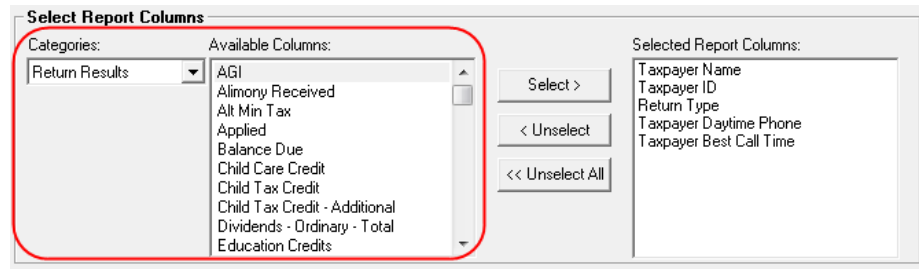 Select Report Columns
Categories:
Return Results
Available Columns:
AGI
Alimony Received
Alt Min Tax
Applied
Balance Due
Child Care Credit
Child Tax Credit
Child Tax Credit - Additional
Dividends - Ordinary - Total
Education Credits
Select >
< Unselect
<< Unselect All
Selected Report Columns:
Taxpayer Name
Taxpayer ID
Return Type
Taxpayer Daytime Phone
Taxpayer Best Call Time